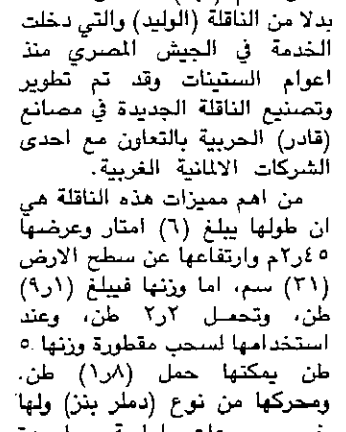 بدلا من الناقلة (الوليد) والتي دخلت
الخدمة في الجيش المصري منذ
اعوام الستينات وقد تم تطوير
وتصنيع الناقلة الجديدة في مصانع
(قادر) الحربية بالتعاون مع احدى
الشركات الالمانية الغربية.
من اهم مميزات هذه الناقلة هي
ان طولها يبلغ (٦) امتار وعرضها
٢ر٤٥م وارتفاعها عن سطح الارض
(٣١) سم، اما وزنها فيبلغ (٩ر١)
طن، وتحمل ٢ر٢ طن، وعند
استخدامها لسحب مقطورة وزنها ٥
طن يمكنها حمل (١ر٨) طن.
ومحركها من نوع (دملر بنز) ولها